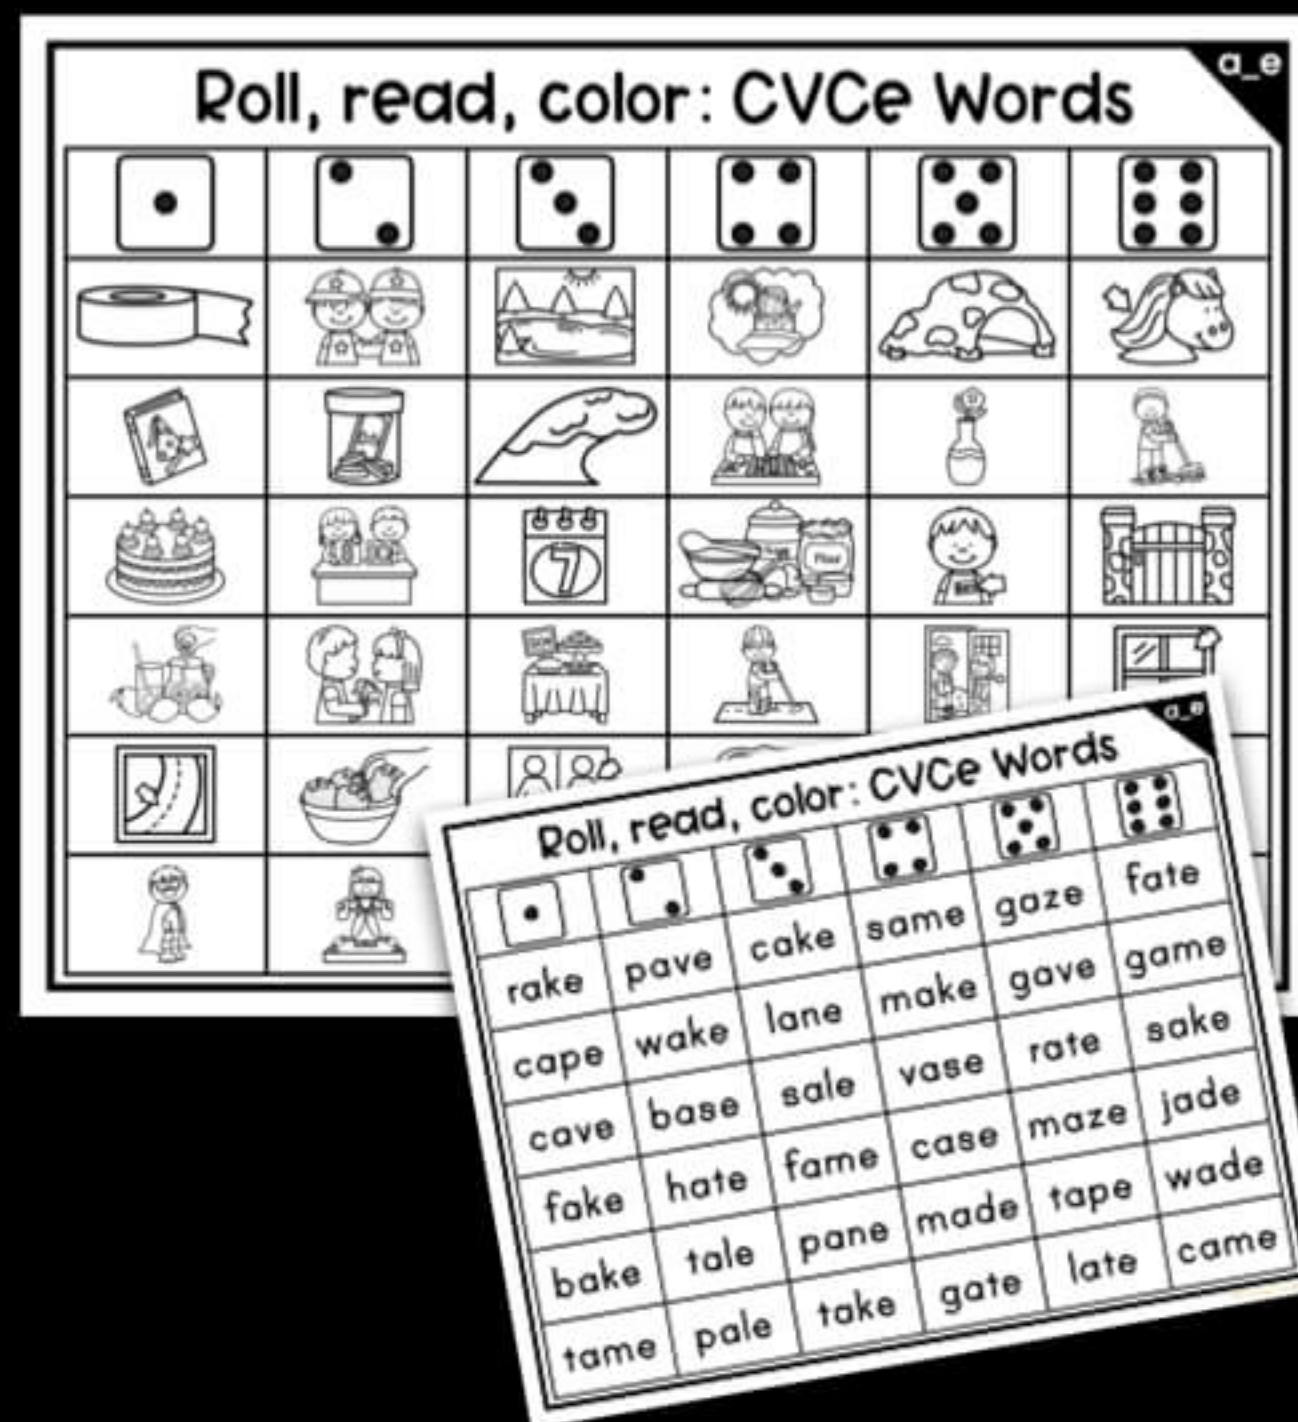 a_e
Roll, read, color: CVCe Words
7
Flour
a_e
Roll, read, color: CVCe Words
rake pave cake same gaze fate
cape wake lane make gave game
cave base sale vase rate sake
fake hate fame case maze jade
bake tale pane made tape wade
tame pale take gate late came